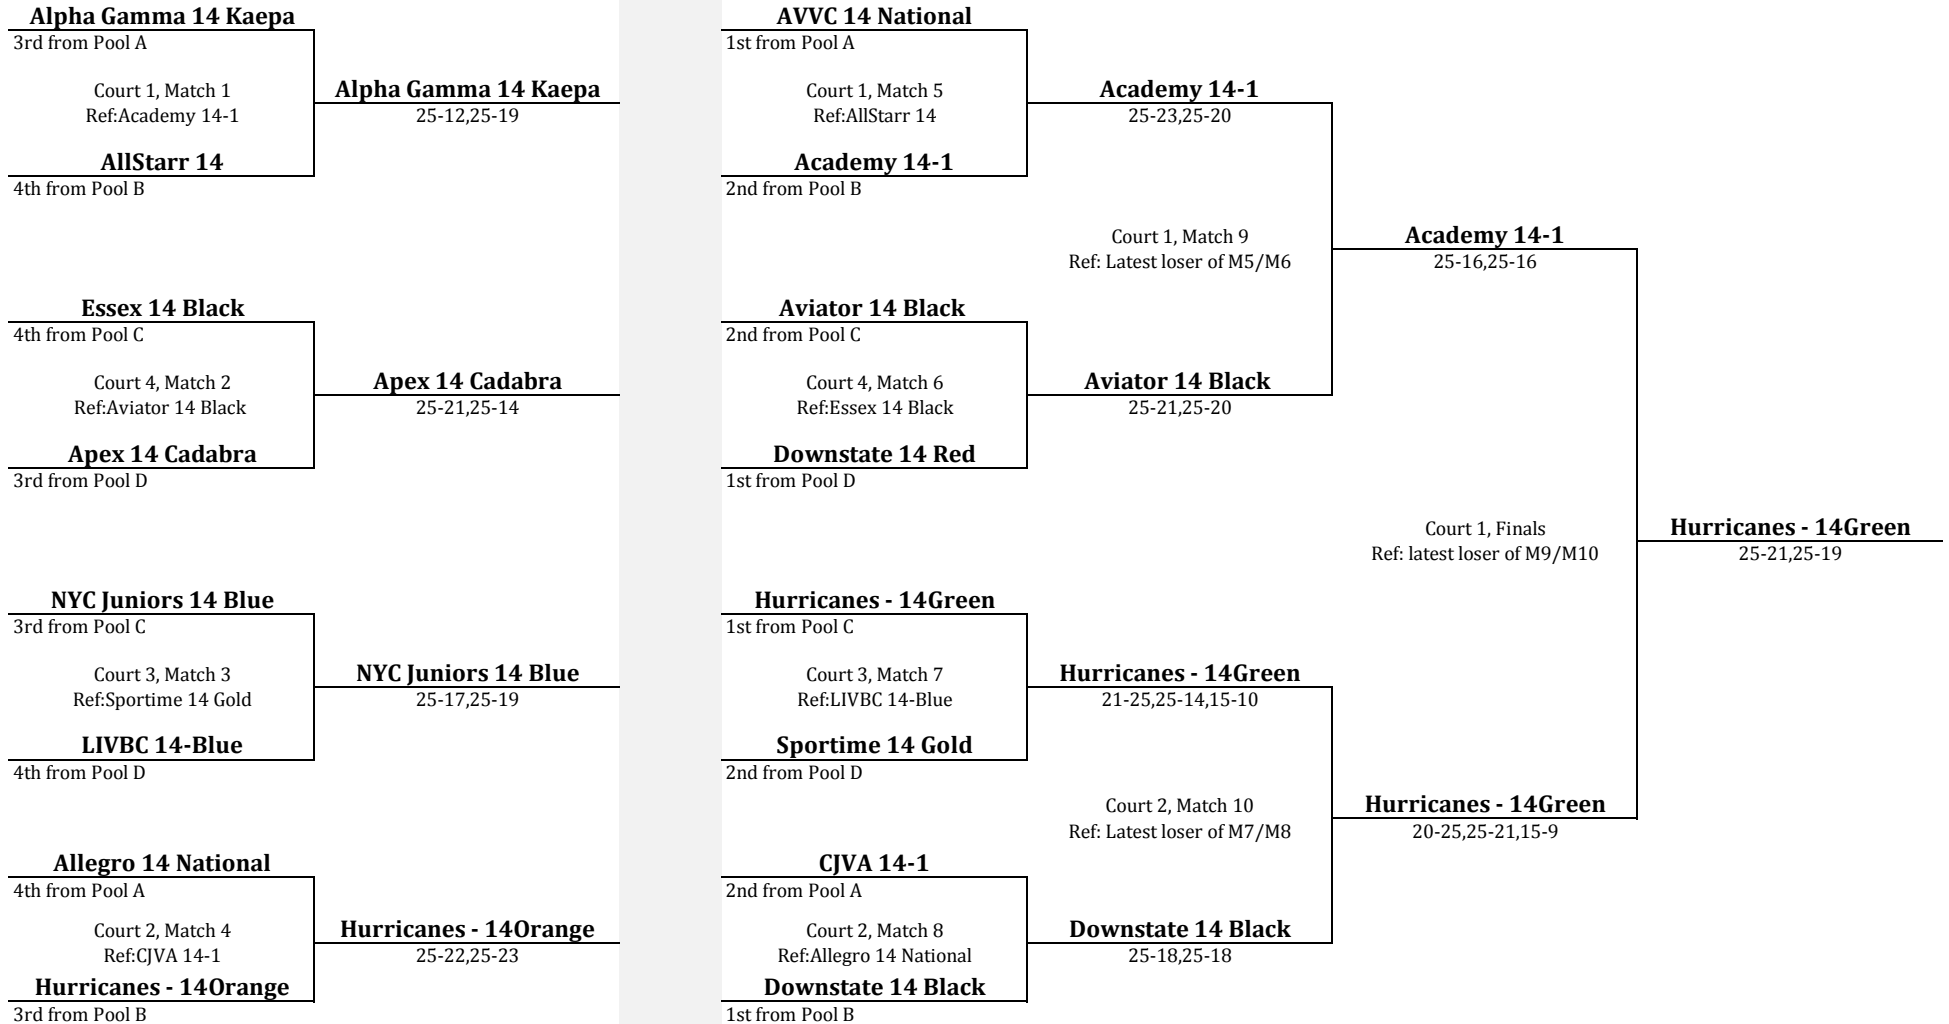 Alpha Gamma 14 Kaepa
3rd from Pool A
Court 1, Match 1
Ref:Academy 14-1
Alpha Gamma 14 Kaepa
25-12,25-19
AllStarr 14
4th from Pool B
Essex 14 Black
4th from Pool C
Court 4, Match 2
Ref:Aviator 14 Black
Apex 14 Cadabra
25-21,25-14
Apex 14 Cadabra
3rd from Pool D
NYC Juniors 14 Blue
3rd from Pool C
Court 3, Match 3
Ref:Sportime 14 Gold
NYC Juniors 14 Blue
25-17,25-19
LIVBC 14-Blue
4th from Pool D
Allegro 14 National
4th from Pool A
Court 2, Match 4
Ref:CJVA 14-1
Hurricanes - 14Orange
25-22,25-23
Hurricanes - 14Orange
3rd from Pool B
AVVC 14 National
1st from Pool A
Court 1, Match 5
Ref:AllStarr 14
Academy 14-1
25-23,25-20
Academy 14-1
2nd from Pool B
Court 1, Match 9
Ref: Latest loser of M5/M6
Academy 14-1
25-16,25-16
Aviator 14 Black
2nd from Pool C
Court 4, Match 6
Ref:Essex 14 Black
Aviator 14 Black
25-21,25-20
Downstate 14 Red
1st from Pool D
Court 1, Finals
Ref: latest loser of M9/M10
Hurricanes - 14Green
25-21,25-19
Hurricanes - 14Green
1st from Pool C
Court 3, Match 7
Ref:LIVBC 14-Blue
Hurricanes - 14Green
21-25,25-14,15-10
Sportime 14 Gold
2nd from Pool D
Court 2, Match 10
Ref: Latest loser of M7/M8
Hurricanes - 14Green
20-25,25-21,15-9
CJVA 14-1
2nd from Pool A
Court 2, Match 8
Ref:Allegro 14 National
Downstate 14 Black
25-18,25-18
Downstate 14 Black
1st from Pool B